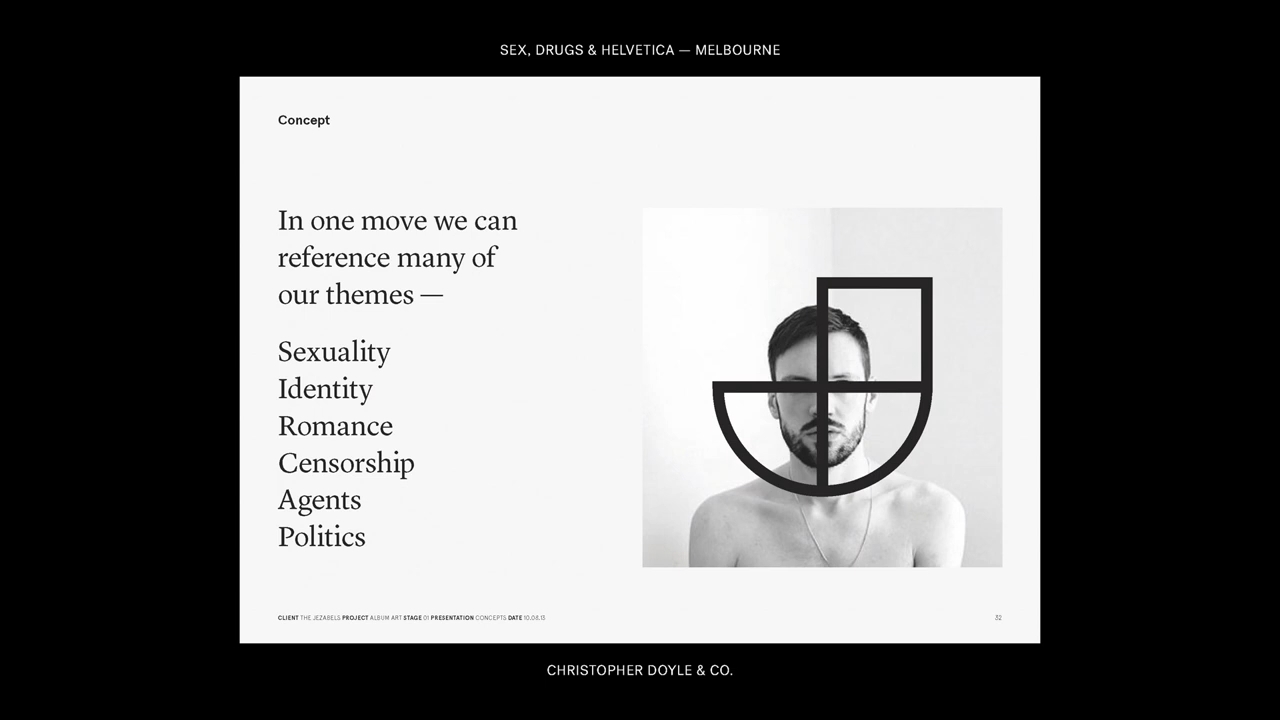 SEX, DRUGS & HELVETICA — MELBOURNE
Concept
In one move we can
reference many of
our themes —
Sexuality
Identity
Romance
Censorship
Agents
Politics
CLIENT THE JEZABELS PROJECT ALBUM ART STAGE 01 PRESENTATION CONCEPTS DATE 10.08.13
32
CHRISTOPHER DOYLE & CO.